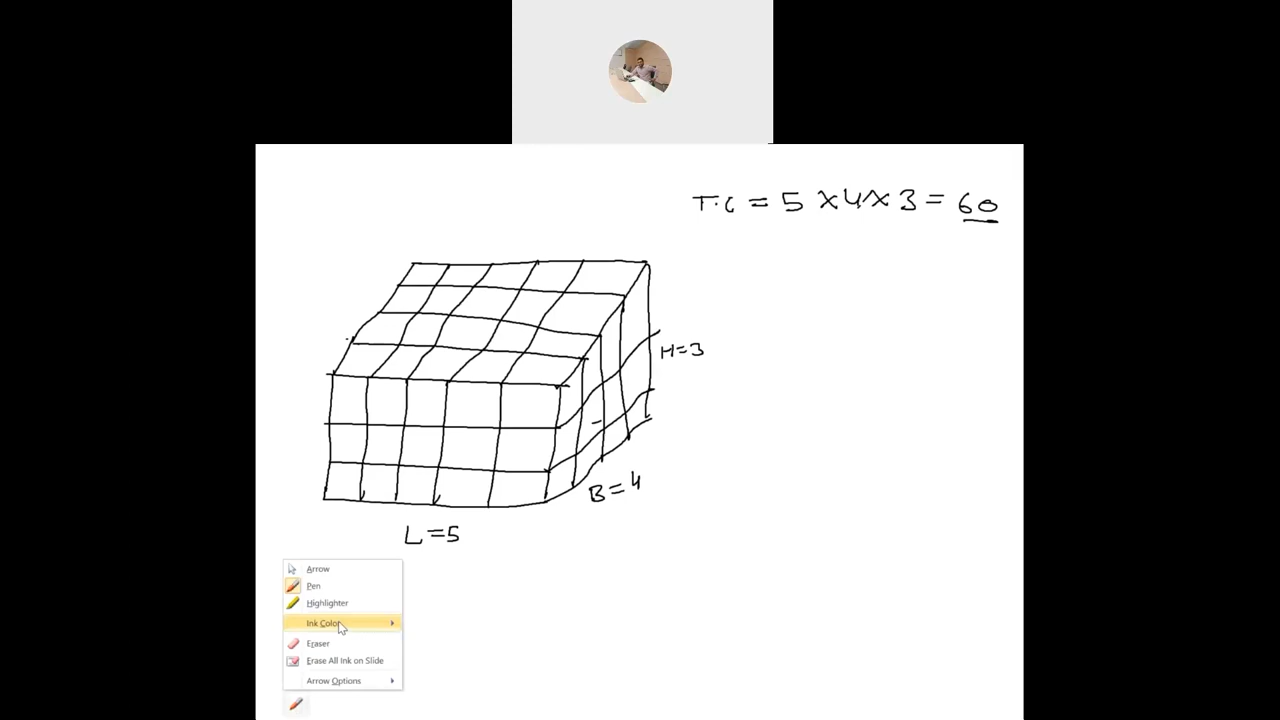 T.C = 5 X 4 X 3 = 60
H=3
B=4
L=5
Arrow
Pen
Highlighter
Ink Color
Eraser
Erase All Ink on Slide
Arrow Options